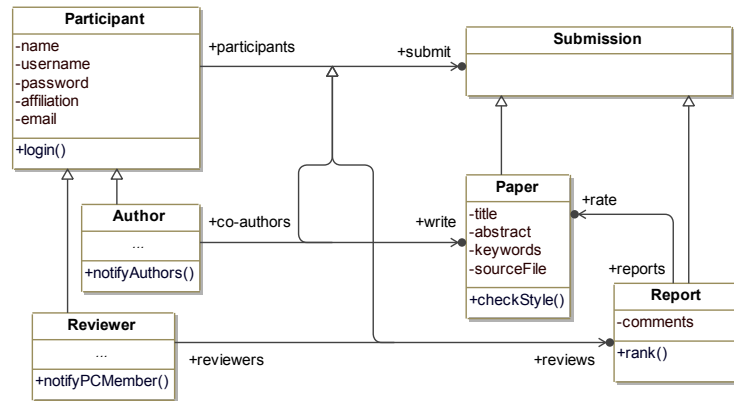 Participant
-name
-username
-password
-affiliation
-email
+login()
+participants
+submit
Submission
Author
...
+notifyAuthors()
+co-authors
+write
Paper
-title
-abstract
-keywords
-sourceFile
+checkStyle()
+rate
+reports
Reviewer
...
+notifyPCMember()
+reviewers
+reviews
Report
-comments
+rank()